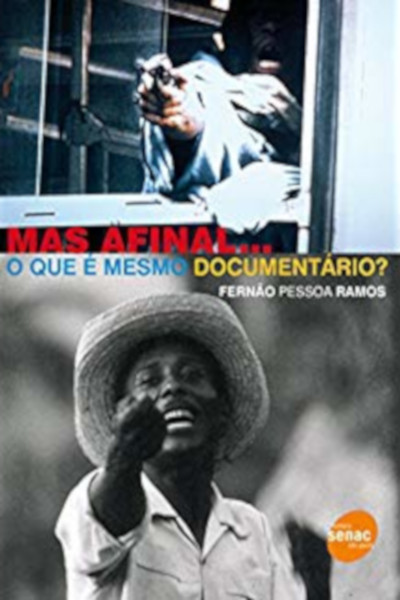 MAS AFINAL...
O QUE É MESMO DOCUMENTÁRIO?
FERNÃO PESSOA RAMOS
senac